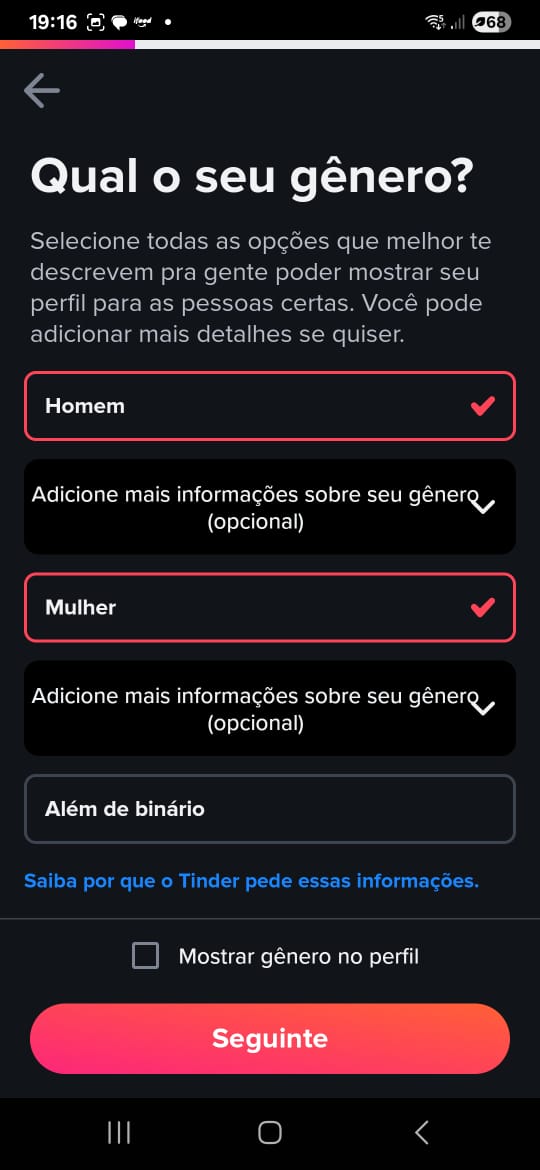 19:16
ifood
68
Qual o seu gênero?
Selecione todas as opções que melhor te
descrevem pra gente poder mostrar seu
perfil para as pessoas certas. Você pode
adicionar mais detalhes se quiser.
Homem
Adicione mais informações sobre seu gênero
(opcional)
Mulher
Adicione mais informações sobre seu gênero
(opcional)
Além de binário
Saiba por que o Tinder pede essas informações.
Mostrar gênero no perfil
Seguinte